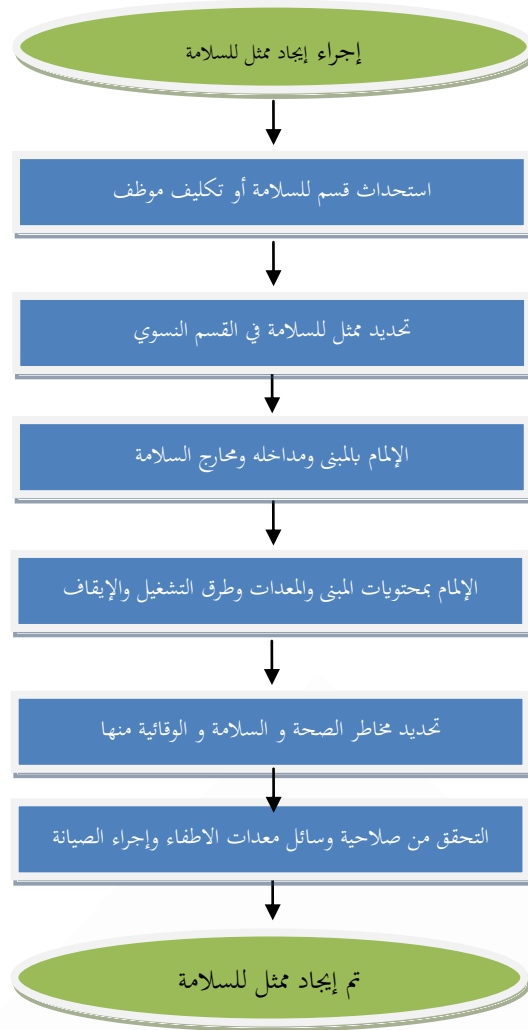 إجراء إيجاد ممثل للسلامة
استحداث قسم للسلامة أو تكليف موظف
تحديد ممثل للسلامة في القسم النسوي
الإلمام بالمبنى ومداخله ومخارج السلامة
الإلمام بمحتويات المبنى والمعدات وطرق التشغيل والإيقاف
تحديد مخاطر الصحة و السلامة و الوقائية منها
التحقق من صلاحية وسائل معدات الاطفاء وإجراء الصيانة
تم إيجاد ممثل للسلامة